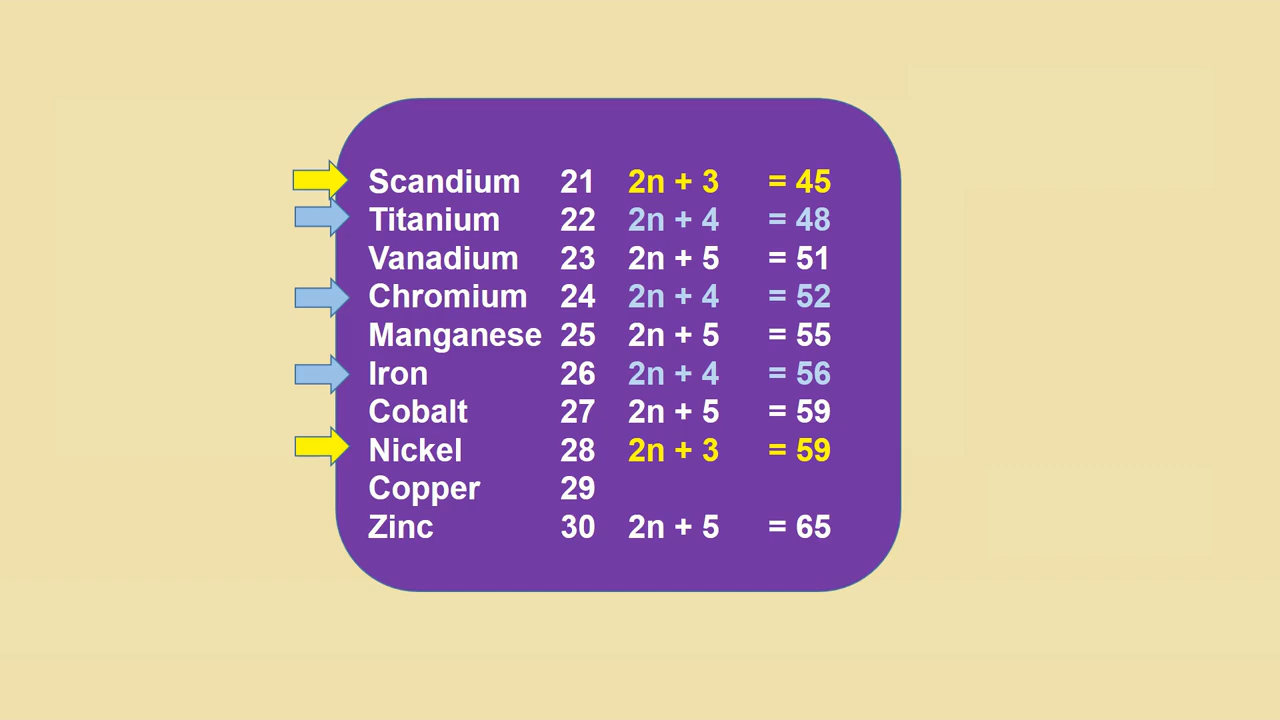 Scandium 21 2n + 3 = 45
Titanium 22 2n + 4 = 48
Vanadium 23 2n + 5 = 51
Chromium 24 2n + 4 = 52
Manganese 25 2n + 5 = 55
Iron 26 2n + 4 = 56
Cobalt 27 2n + 5 = 59
Nickel 28 2n + 3 = 59
Copper 29
Zinc 30 2n + 5 = 65